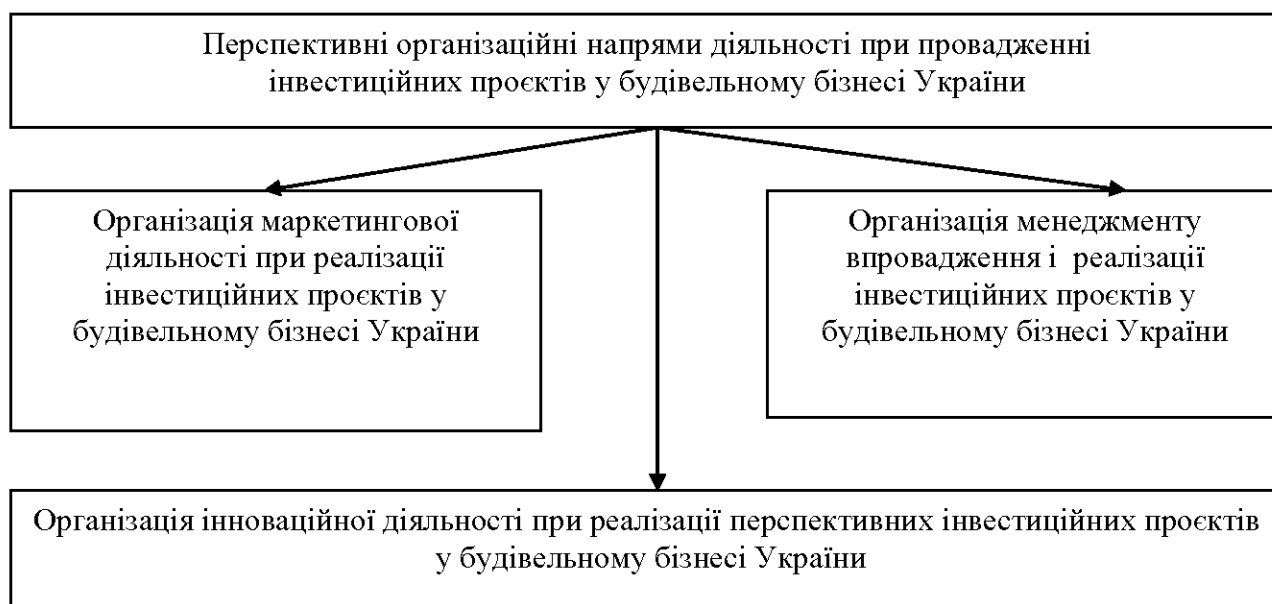 Перспективні організаційні напрями діяльності при провадженні
інвестиційних проєктів у будівельному бізнесі України
Організація маркетингової
діяльності при реалізації
інвестиційних проєктів у
будівельному бізнесі України
Організація менеджменту
впровадження і реалізації
інвестиційних проєктів у
будівельному бізнесі України
Організація інноваційної діяльності при реалізації перспективних інвестиційних проєктів
у будівельному бізнесі України